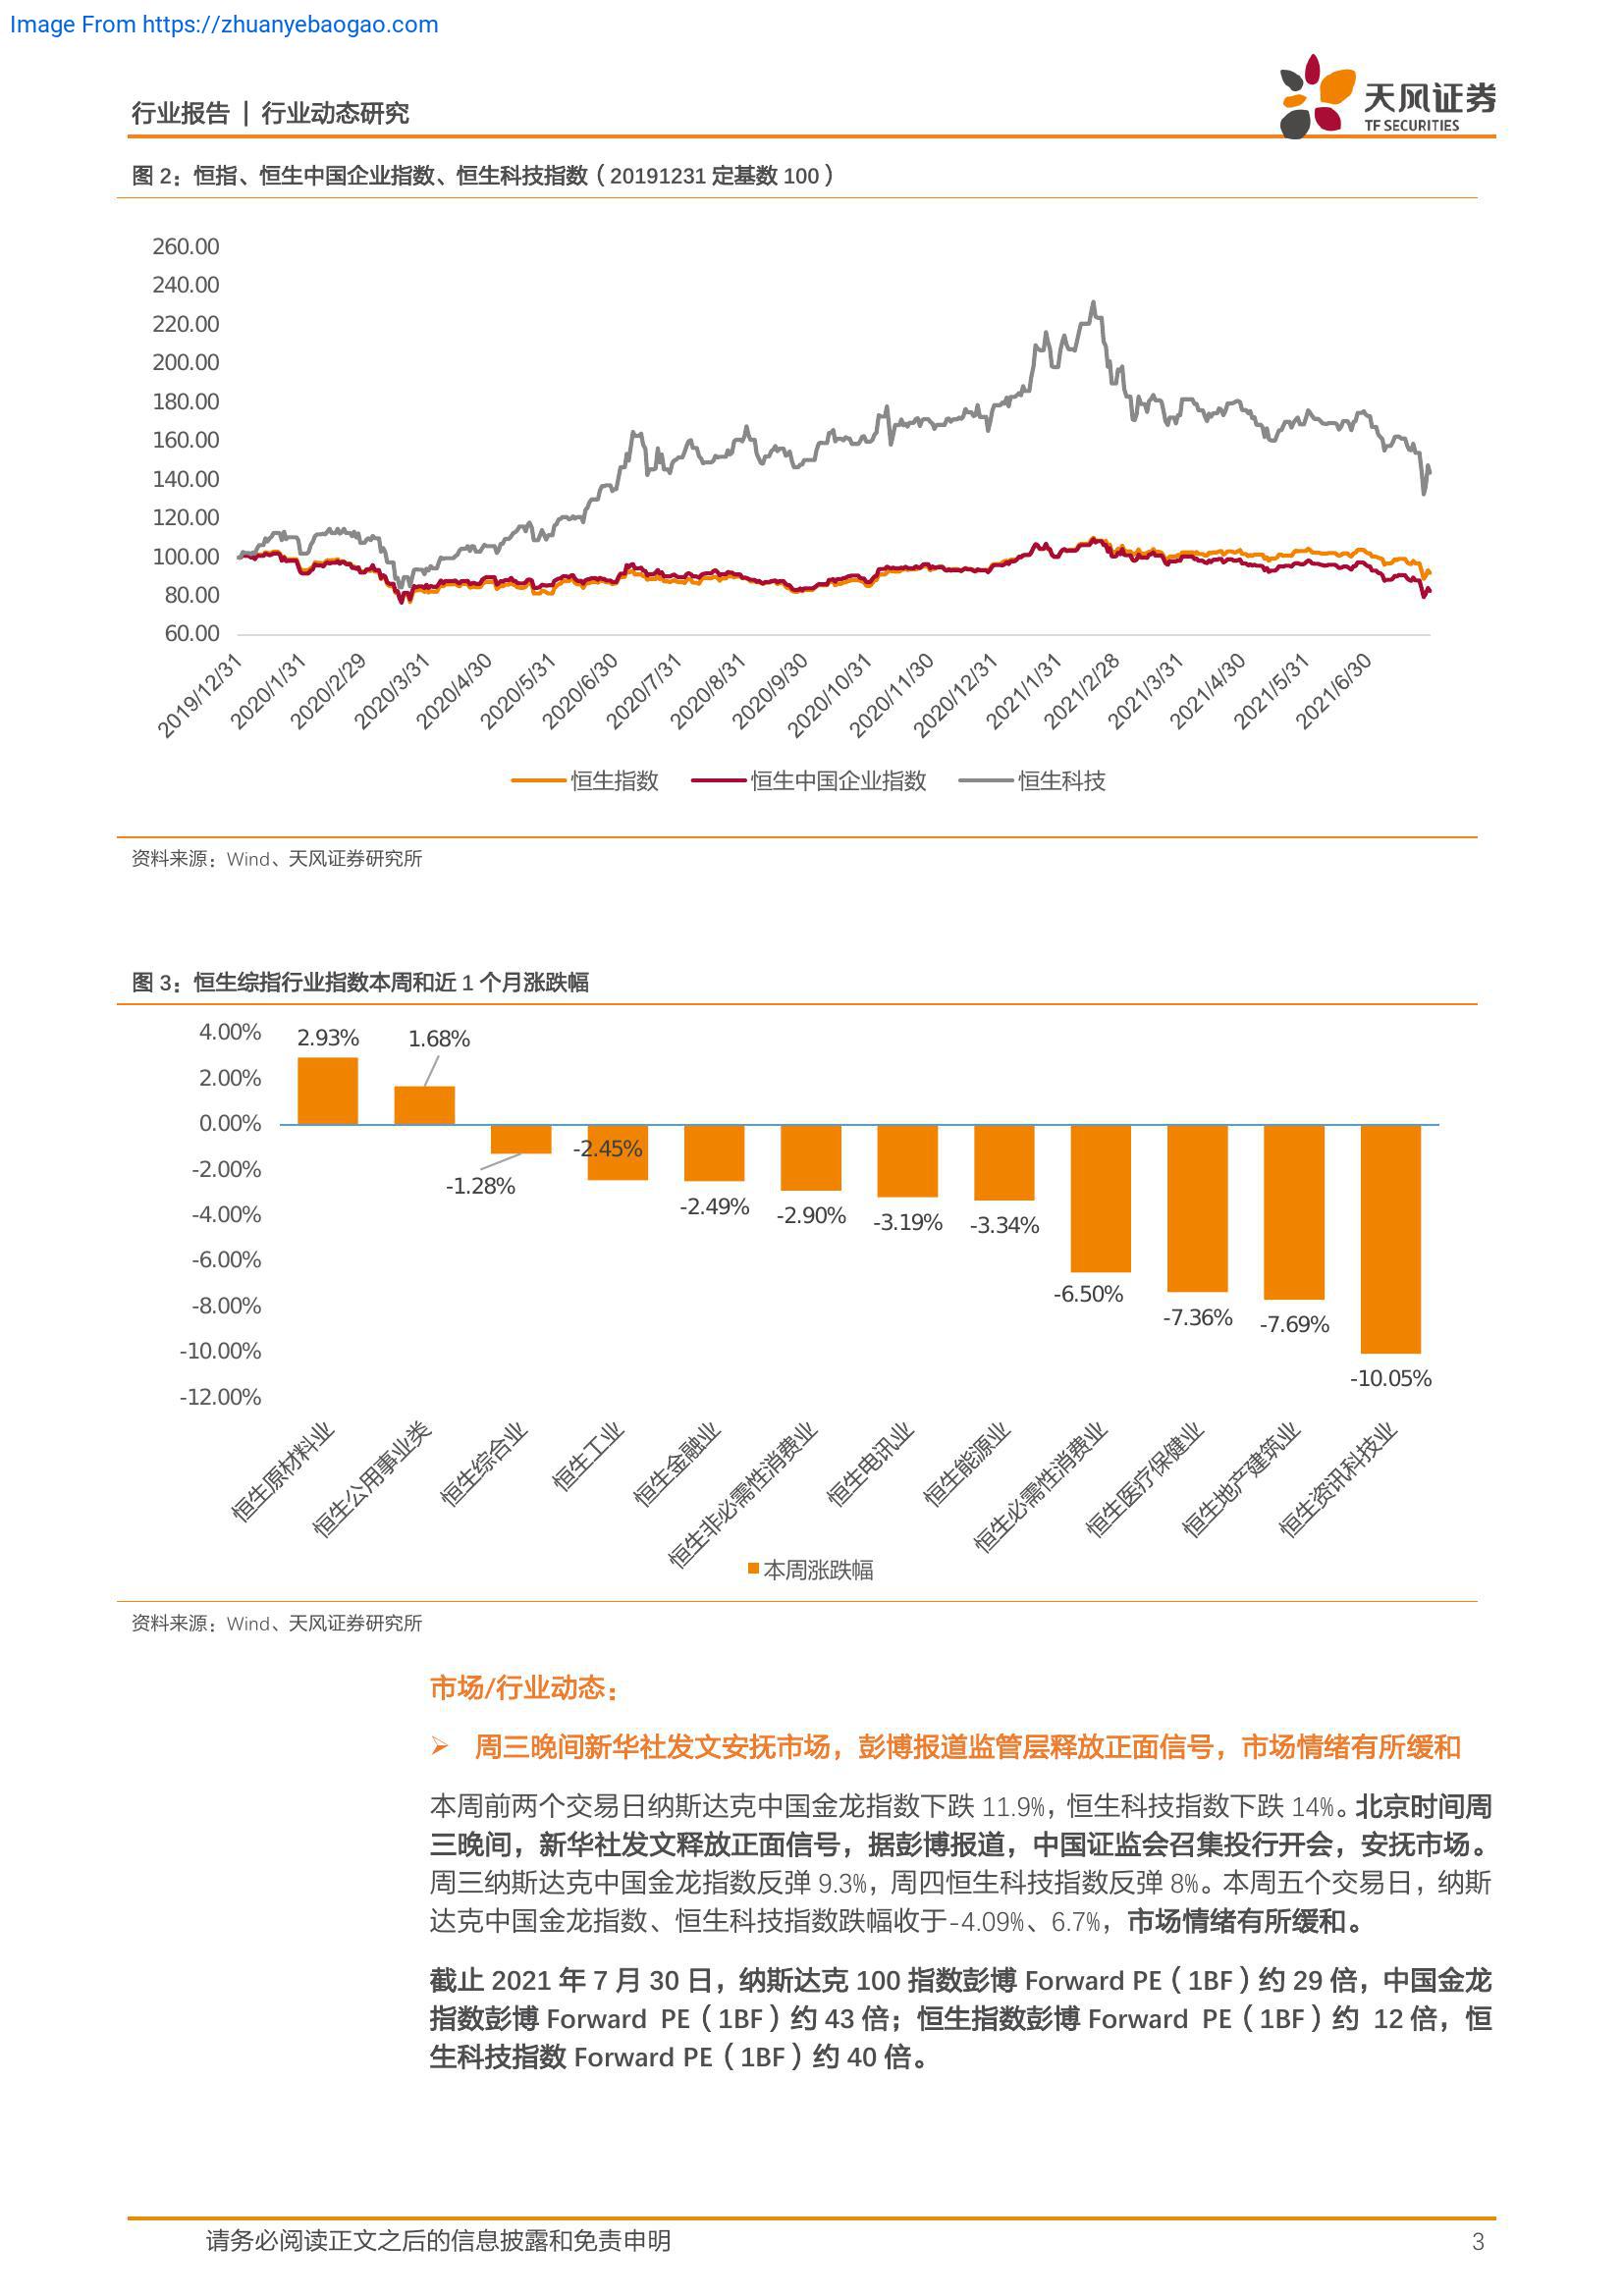 Image From https://zhuanyebaogao.com
行业报告 | 行业动态研究
天风证券
TF SECURITIES
图 2：恒指、恒生中国企业指数、恒生科技指数（20191231 定基数 100）
260.00
240.00
220.00
200.00
180.00
160.00
140.00
120.00
100.00
80.00
60.00
2019/12/31
2020/1/31
2020/2/29
2020/3/31
2020/4/30
2020/5/31
2020/6/30
2020/7/31
2020/8/31
2020/9/30
2020/10/31
2020/11/30
2020/12/31
2021/1/31
2021/2/28
2021/3/31
2021/4/30
2021/5/31
2021/6/30
恒生指数 恒生中国企业指数 恒生科技
资料来源：Wind、天风证券研究所
图 3：恒生综指行业指数本周和近 1 个月涨跌幅
4.00%
2.00%
0.00%
-2.00%
-4.00%
-6.00%
-8.00%
-10.00%
-12.00%
2.93%
1.68%
-1.28%
-2.45%
-2.49%
-2.90%
-3.19%
-3.34%
-6.50%
-7.36%
-7.69%
-10.05%
恒生原材料业
恒生公用事业类
恒生综合业
恒生工业
恒生金融业
恒生非必需性消费业
恒生电讯业
恒生能源业
恒生必需性消费业
恒生医疗保健业
恒生地产建筑业
恒生资讯科技业
本周涨跌幅
资料来源：Wind、天风证券研究所
市场/行业动态：
➢ 周三晚间新华社发文安抚市场，彭博报道监管层释放正面信号，市场情绪有所缓和
本周前两个交易日纳斯达克中国金龙指数下跌 11.9%，恒生科技指数下跌 14%。北京时间周
三晚间，新华社发文释放正面信号，据彭博报道，中国证监会召集投行开会，安抚市场。
周三纳斯达克中国金龙指数反弹 9.3%，周四恒生科技指数反弹 8%。本周五个交易日，纳斯
达克中国金龙指数、恒生科技指数跌幅收于-4.09%、6.7%，市场情绪有所缓和。
截止 2021 年 7 月 30 日，纳斯达克 100 指数彭博 Forward PE（1BF）约 29 倍，中国金龙
指数彭博 Forward PE（1BF）约 43 倍；恒生指数彭博 Forward PE（1BF）约 12 倍，恒
生科技指数 Forward PE（1BF）约 40 倍。
请务必阅读正文之后的信息披露和免责申明
3